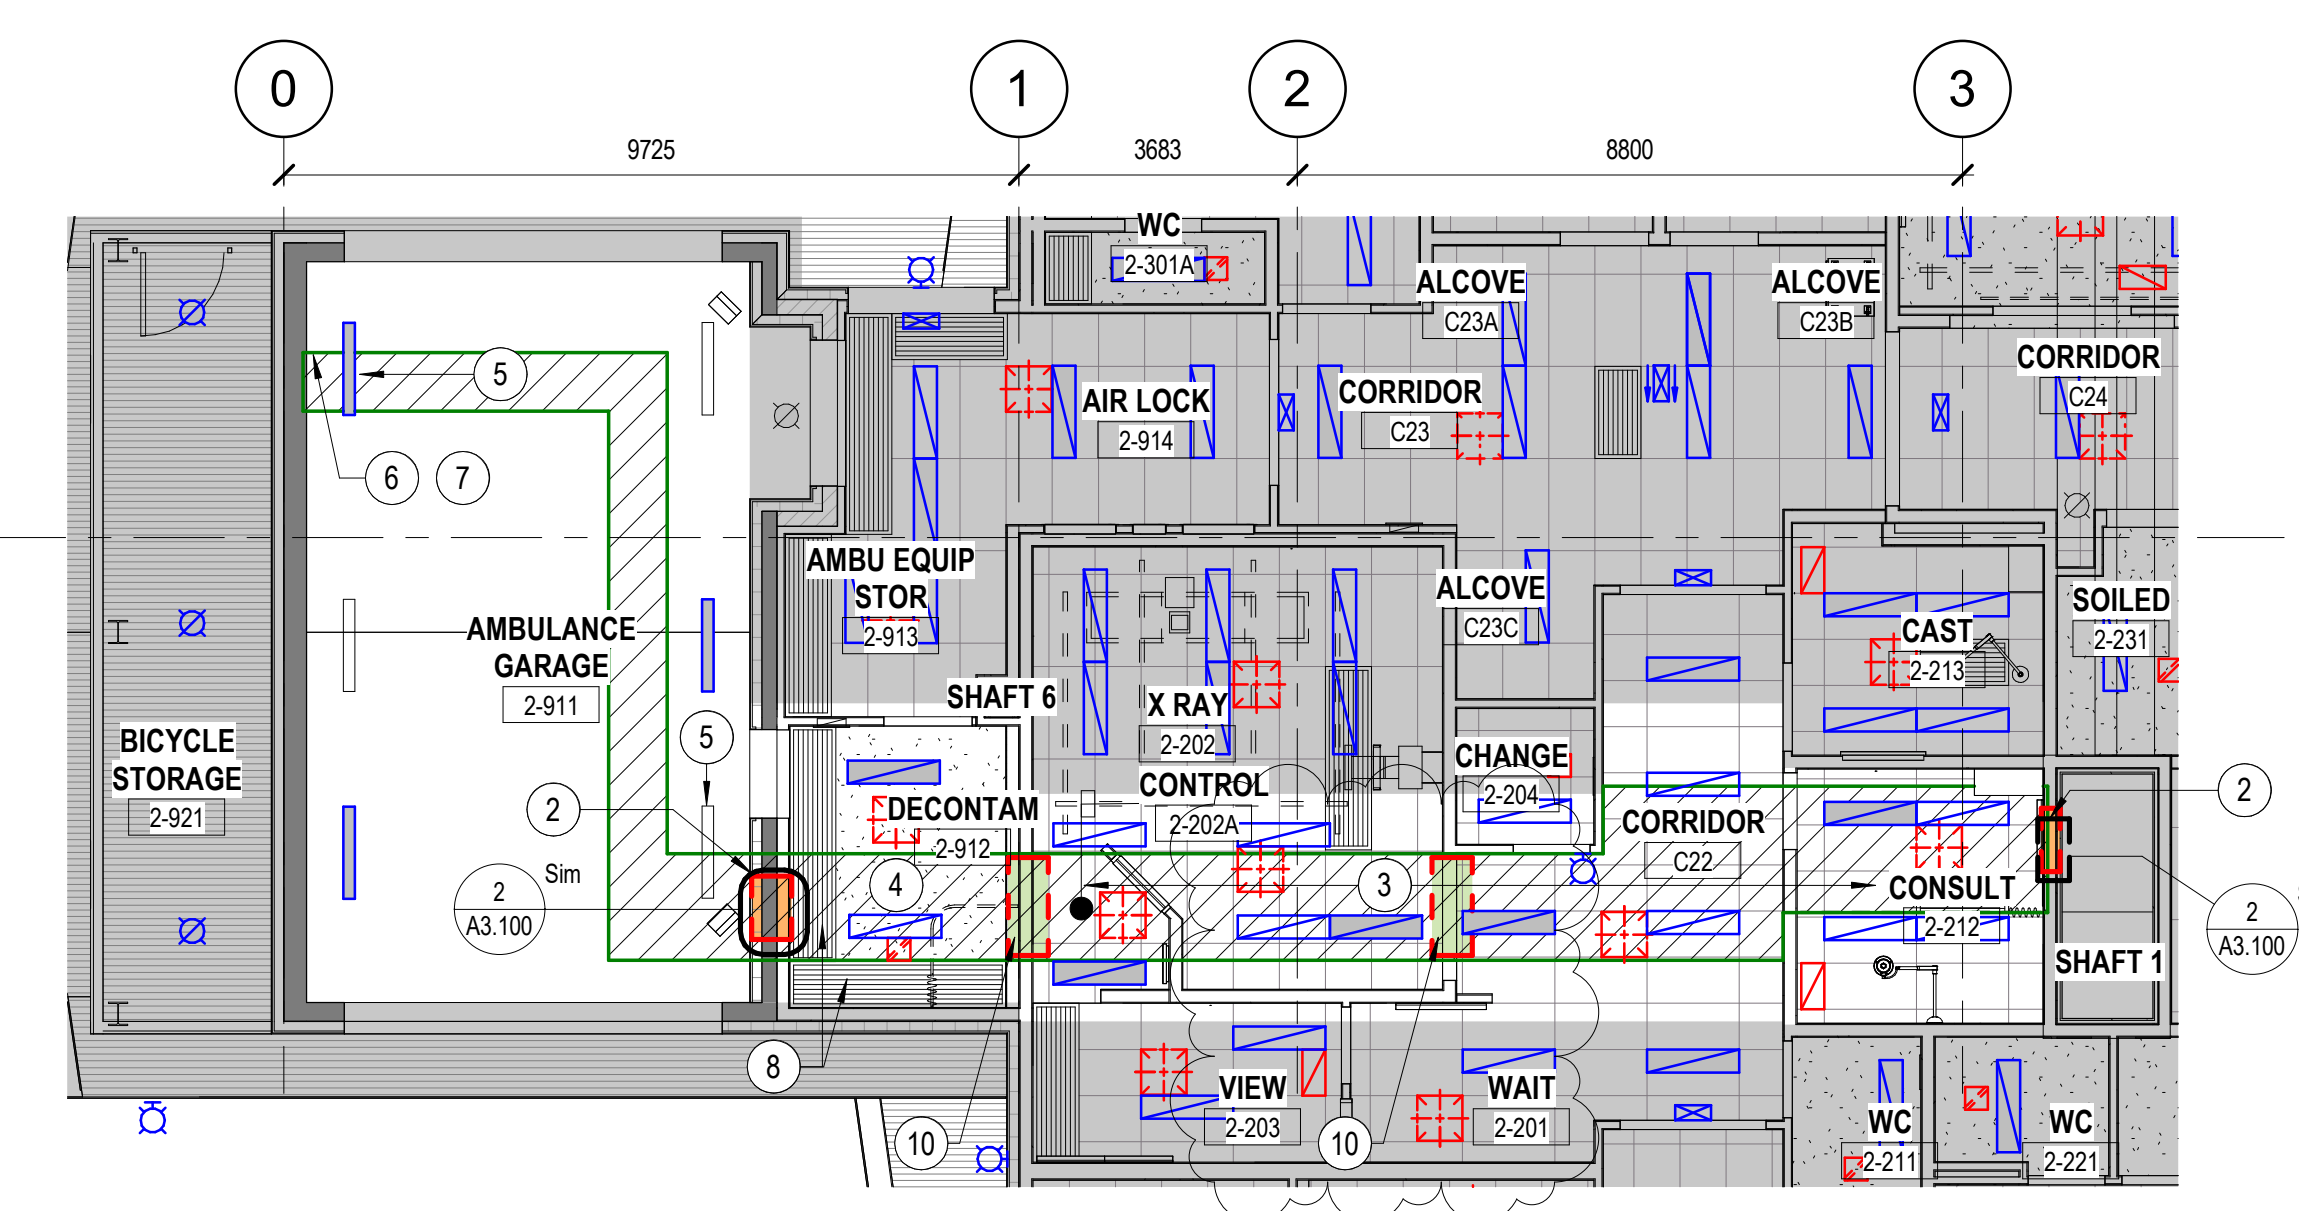 0
1
2
3
9725
3683
8800
WC
2-301A
ALCOVE
C23A
ALCOVE
C23B
CORRIDOR
C24
5
AIR LOCK
2-914
CORRIDOR
C23
6
7
AMBU EQUIP
STOR
2-913
ALCOVE
C23C
SOILED
2-231
CAST
2-213
AMBULANCE
GARAGE
2-911
SHAFT 6
X RAY
2-202
BICYCLE
STORAGE
2-921
5
CHANGE
2-204
CONTROL
2-202A
2
2
DECONTAM
2-912
CORRIDOR
C22
Sim
2
A3.100
4
3
CONSULT
2-212
2
A3.100
SHAFT 1
8
VIEW
2-203
WAIT
2-201
10
10
WC
2-211
WC
2-221